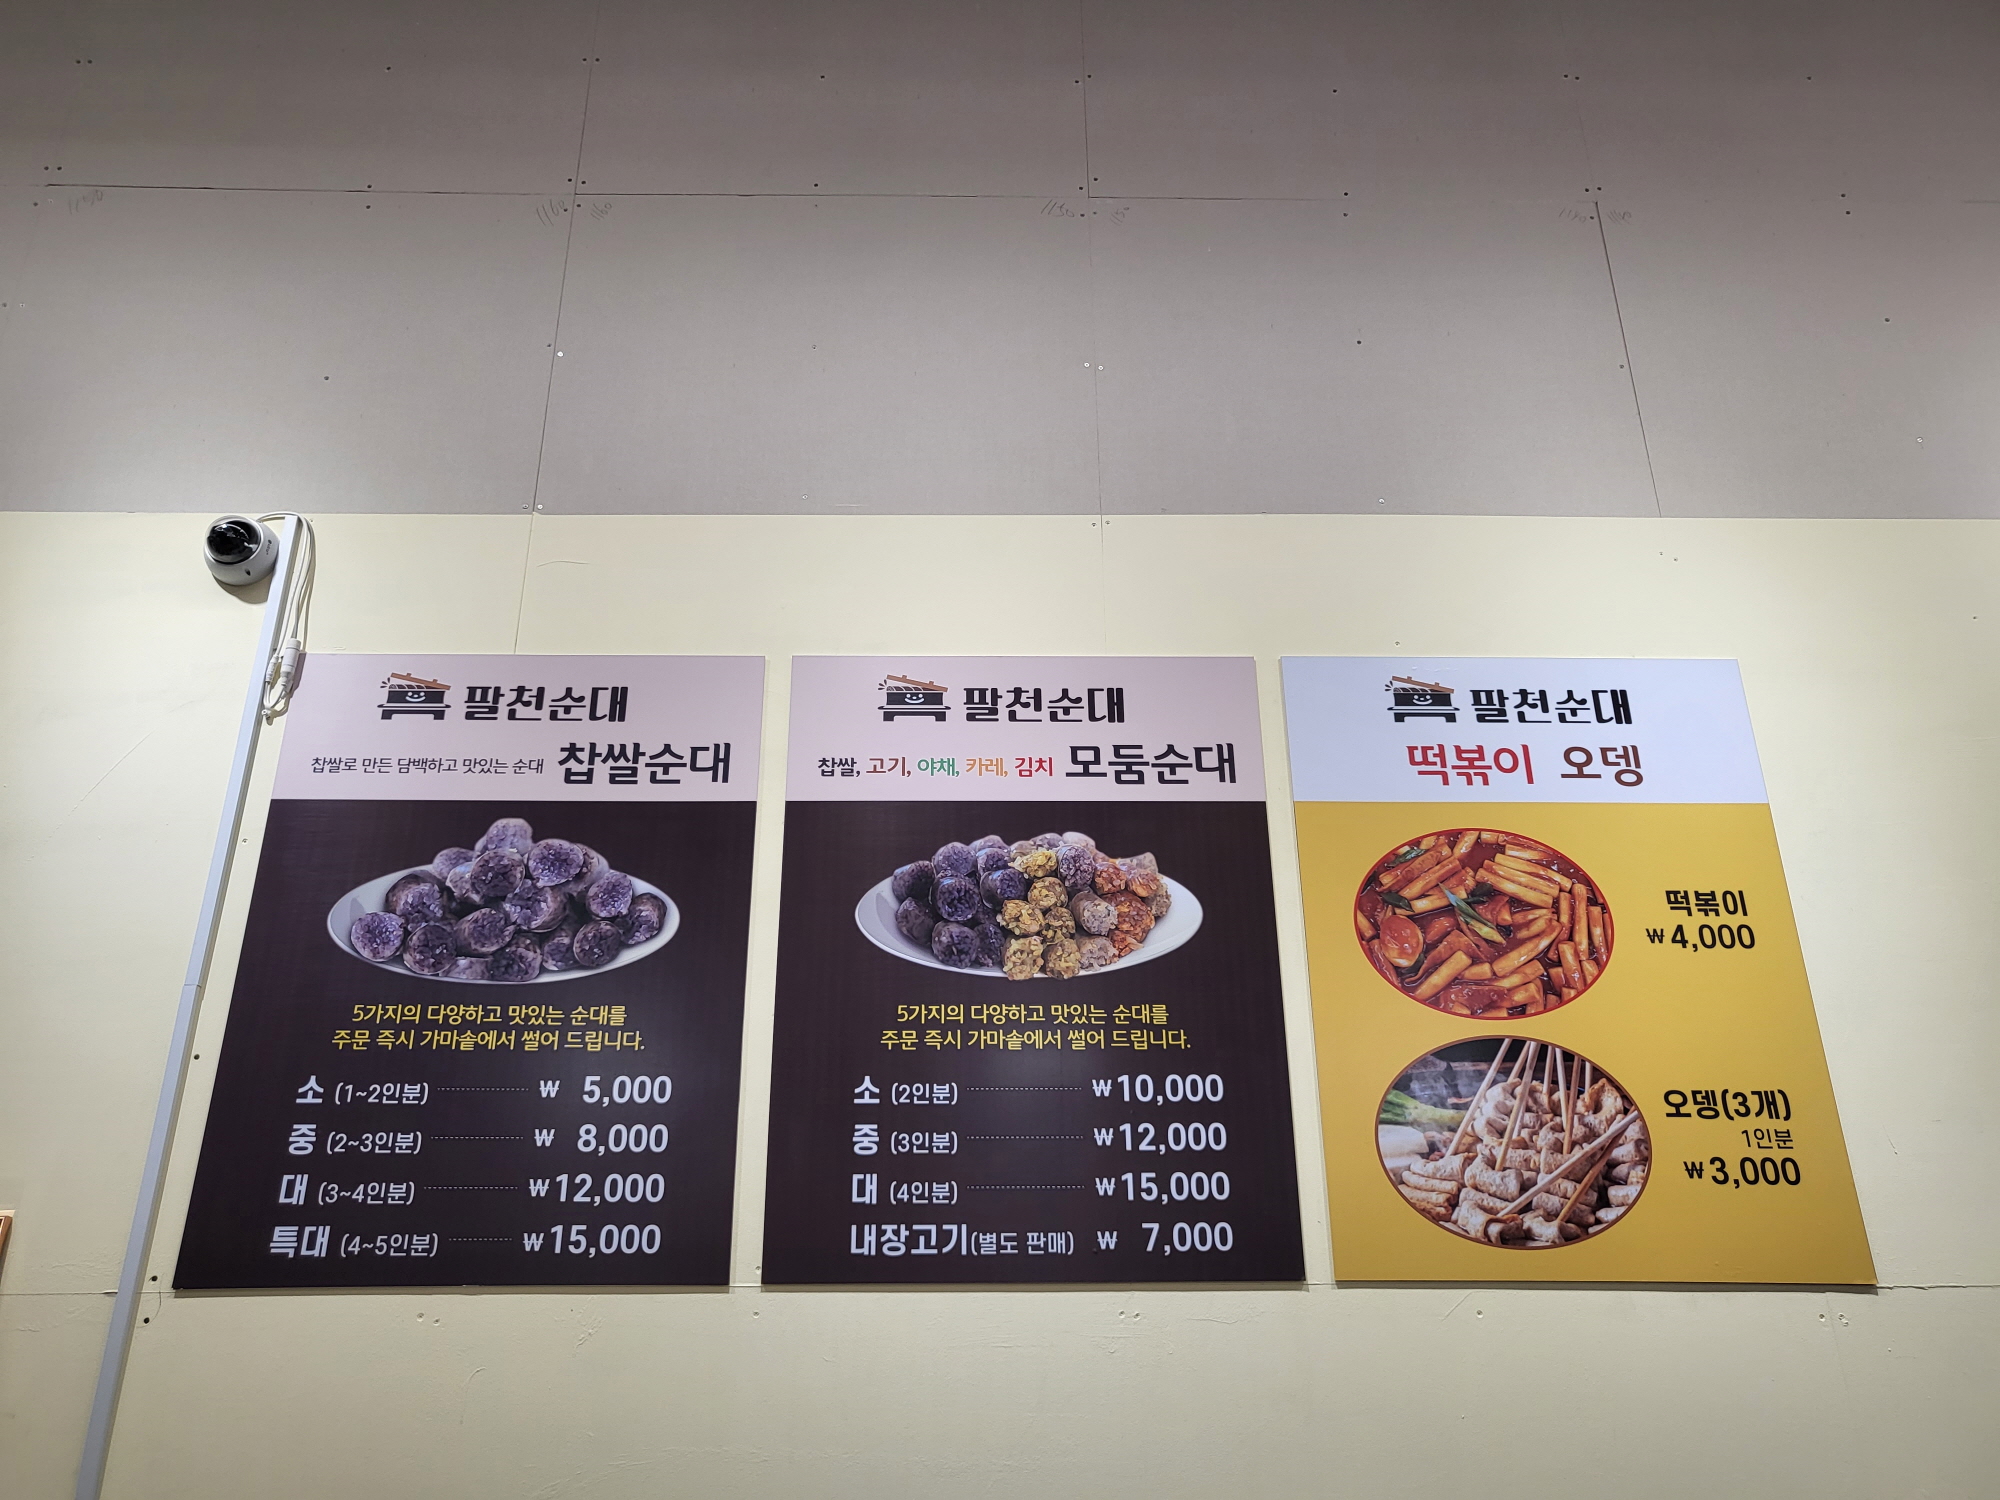 팔천순대
찹쌀로 만든 담백하고 맛있는 순대 찹쌀순대
5가지의 다양하고 맛있는 순대를
주문 즉시 가마솥에서 썰어 드립니다.
소 (1~2인분) ₩ 5,000
중 (2~3인분) ₩ 8,000
대 (3~4인분) ₩12,000
특대 (4~5인분) ₩15,000
팔천순대
찹쌀, 고기, 야채, 카레, 김치 모둠순대
5가지의 다양하고 맛있는 순대를
주문 즉시 가마솥에서 썰어 드립니다.
소 (2인분) ₩10,000
중 (3인분) ₩12,000
대 (4인분) ₩15,000
내장고기(별도 판매) ₩ 7,000
팔천순대
떡볶이 오뎅
떡볶이
₩4,000
오뎅(3개)
1인분
₩3,000